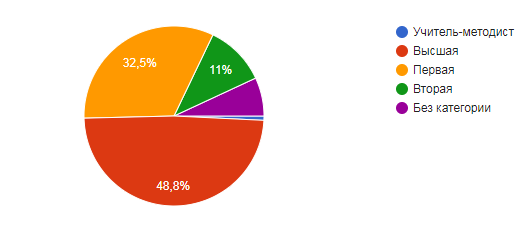 Учитель-методист
Высшая
Первая
Вторая
Без категории
32,5%
11%
48,8%